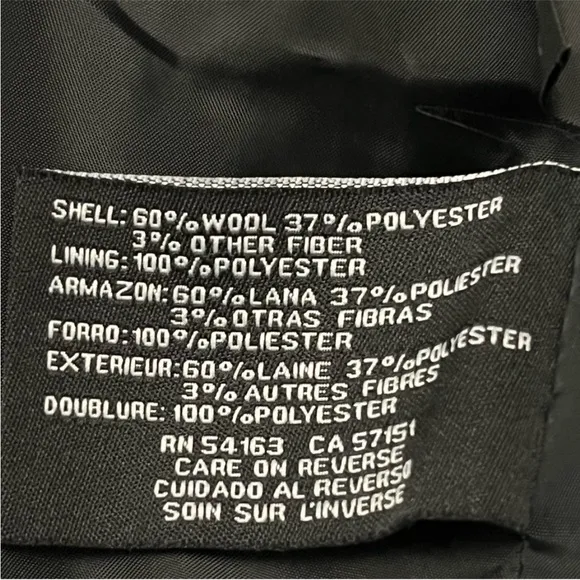 SHELL: 60% WOOL 37% POLYESTER
3% OTHER FIBER
LINING: 100% POLYESTER
ARMAZON: 60% LANA 37% POLIESTER
3% OTRAS FIBRAS
FORRO: 100% POLIESTER
EXTERIEUR: 60% LAINE 37% POLYESTER
3% AUTRES FIBRES
DOUBLURE: 100% POLYESTER
RN 54163 CA 57151
CARE ON REVERSE
CUIDADO AL REVERSO
SOIN SUR L'INVERSE